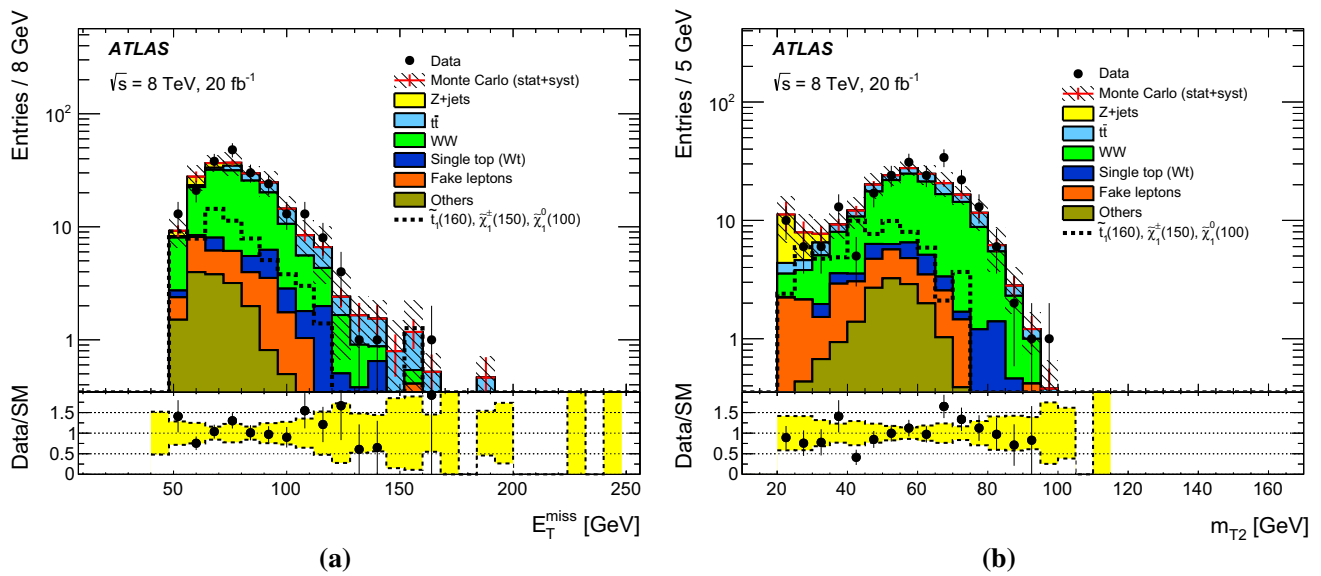 Entries / 8 GeV
ATLAS
√s = 8 TeV, 20 fb⁻¹
Data
Monte Carlo (stat+syst)
Z+jets
tt̄
WW
Single top (Wt)
Fake leptons
Others
t̃₁(160), χ̃₁±(150), χ̃₁⁰(100)
10²
10
1
Data/SM
1.5
1
0.5
0
50 100 150 200 250
E_T^miss [GeV]
(a)
Entries / 5 GeV
ATLAS
√s = 8 TeV, 20 fb⁻¹
Data
Monte Carlo (stat+syst)
Z+jets
tt̄
WW
Single top (Wt)
Fake leptons
Others
t̃₁(160), χ̃₁±(150), χ̃₁⁰(100)
10²
10
1
Data/SM
1.5
1
0.5
0
20 40 60 80 100 120 140 160
m_T2 [GeV]
(b)